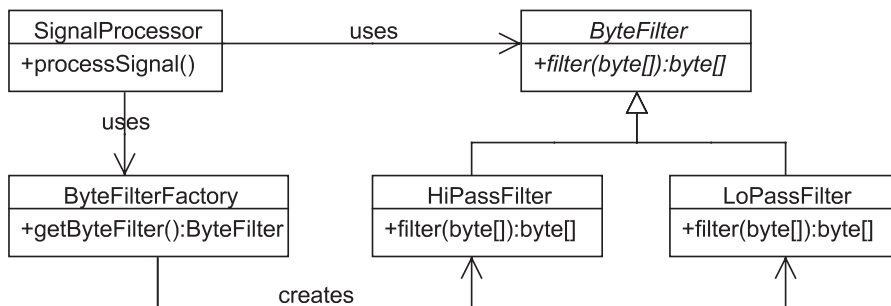 SignalProcessor
+processSignal()
uses
ByteFilter
+filter(byte[]):byte[]
uses
ByteFilterFactory
+getByteFilter():ByteFilter
HiPassFilter
+filter(byte[]):byte[]
LoPassFilter
+filter(byte[]):byte[]
creates